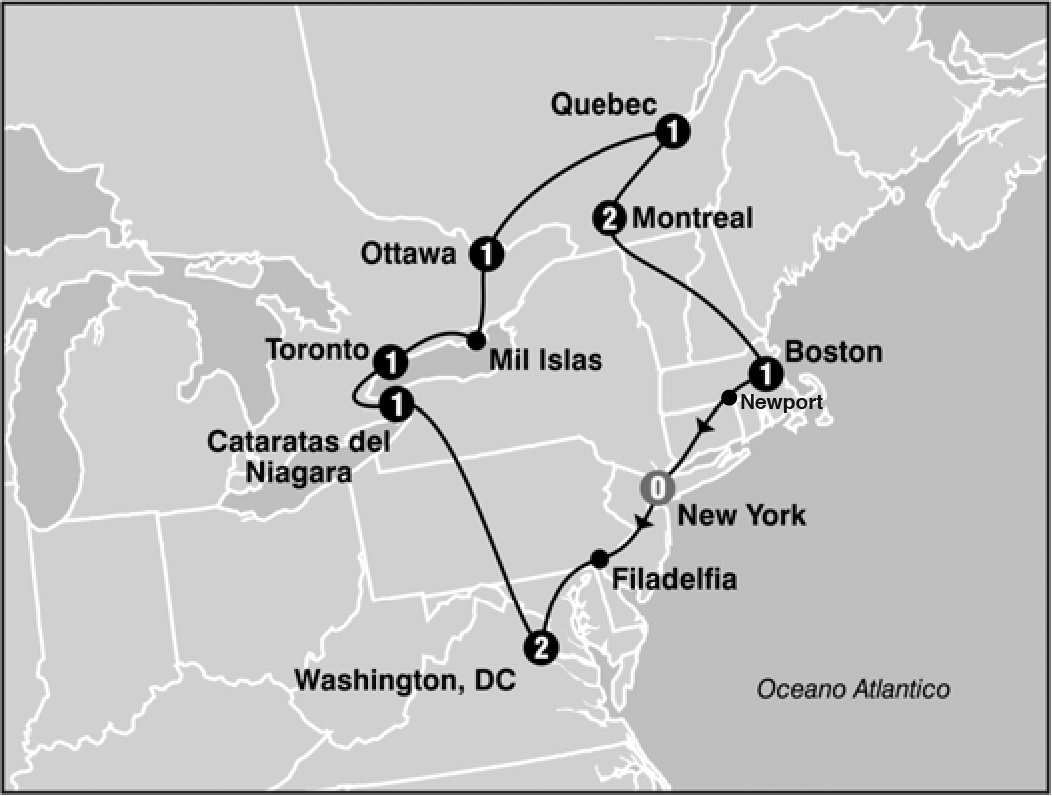 Quebec
1
2 Montreal
Ottawa 1
Toronto 1
Mil Islas
Boston
1
Newport
1
Cataratas del
Niagara
0
New York
Filadelfia
2
Washington, DC
Oceano Atlantico